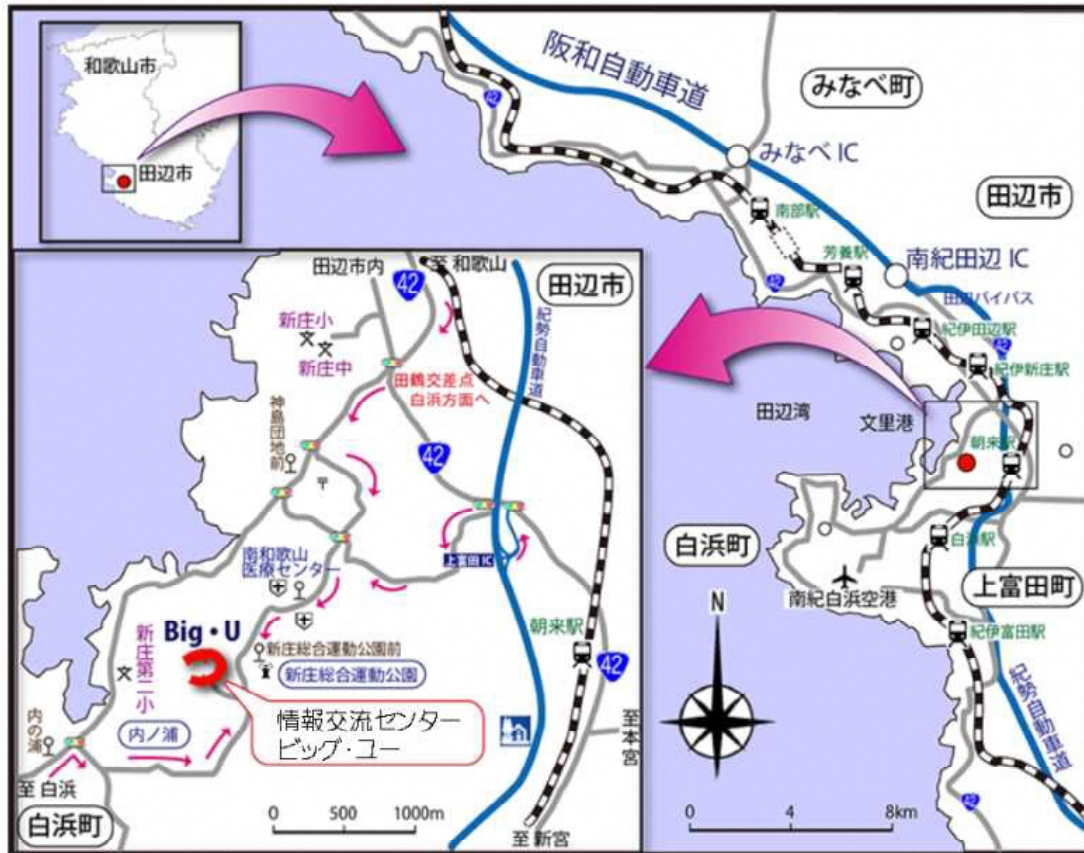 和歌山市
田辺市
阪和自動車道
みなべ町
42
みなべ IC
田辺市
南部駅
芳養駅
南紀田辺 IC
42
田辺バイパス
紀伊田辺駅
42
紀伊新庄駅
田辺湾
文里港
朝来駅
白浜町
白浜駅
上富田町
南紀白浜空港
紀伊富田駅
紀勢自動車道
42
N
0 4 8km
田辺市内
至 和歌山
42
田辺市
新庄小
新庄中
紀勢自動車道
田鶴交差点
白浜方面へ
神島団地前
42
〒
上富田 IC
南和歌山
医療センター
朝来駅
42
Big・U
新庄総合運動公園前
新庄総合運動公園
新庄第二小
情報交流センター
ビッグ・ユー
内の浦
内ノ浦
至本宮
至 白浜
白浜町
0 500 1000m
至 新宮